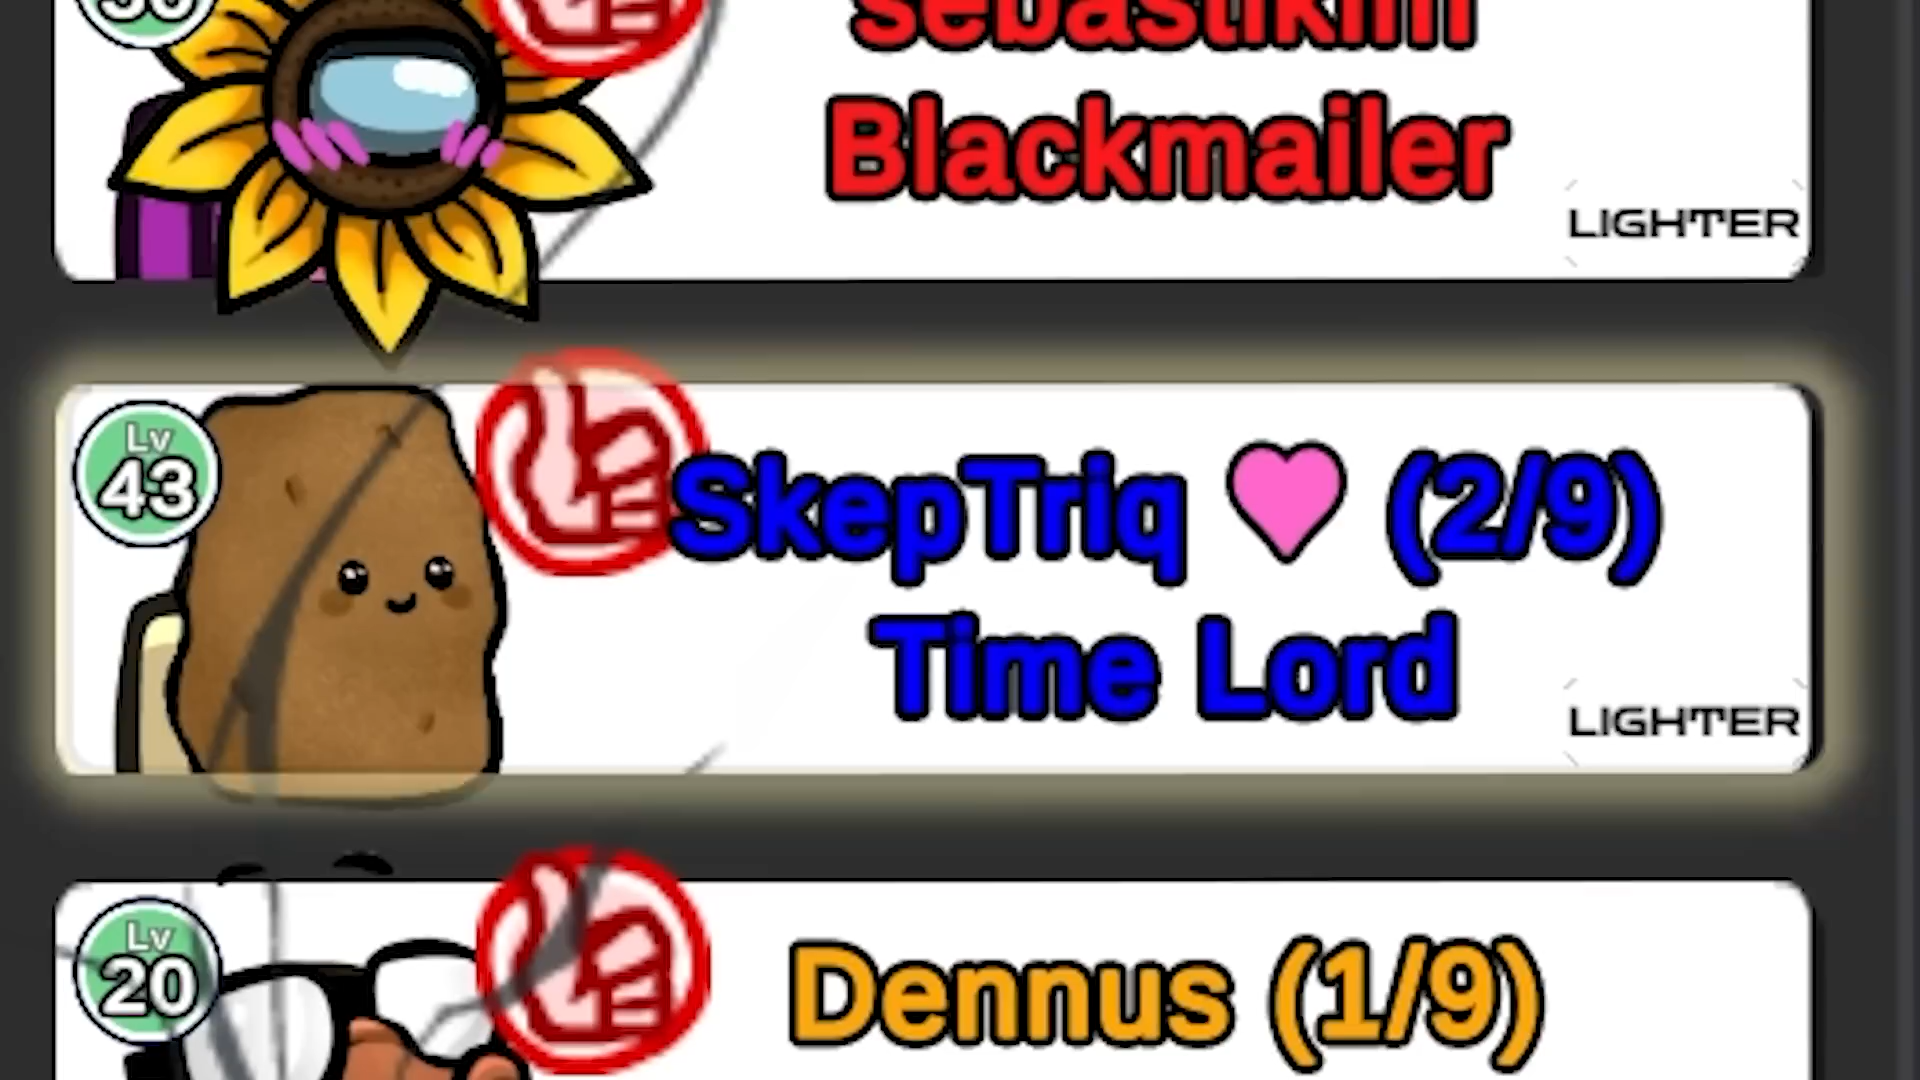 Blackmailer
LIGHTER
Lv
43
SkepTriq 🩷 (2/9)
Time Lord
LIGHTER
Lv
20
Dennus (1/9)